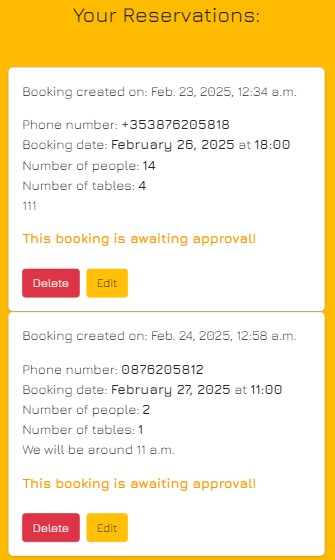 Your Reservations:
Booking created on: Feb. 23, 2025, 12:34 a.m.
Phone number: +353876205818
Booking date: February 26, 2025 at 18:00
Number of people: 14
Number of tables: 4
111
This booking is awaiting approval!
Delete Edit
Booking created on: Feb. 24, 2025, 12:58 a.m.
Phone number: 0876205812
Booking date: February 27, 2025 at 11:00
Number of people: 2
Number of tables: 1
We will be around 11 a.m.
This booking is awaiting approval!
Delete Edit